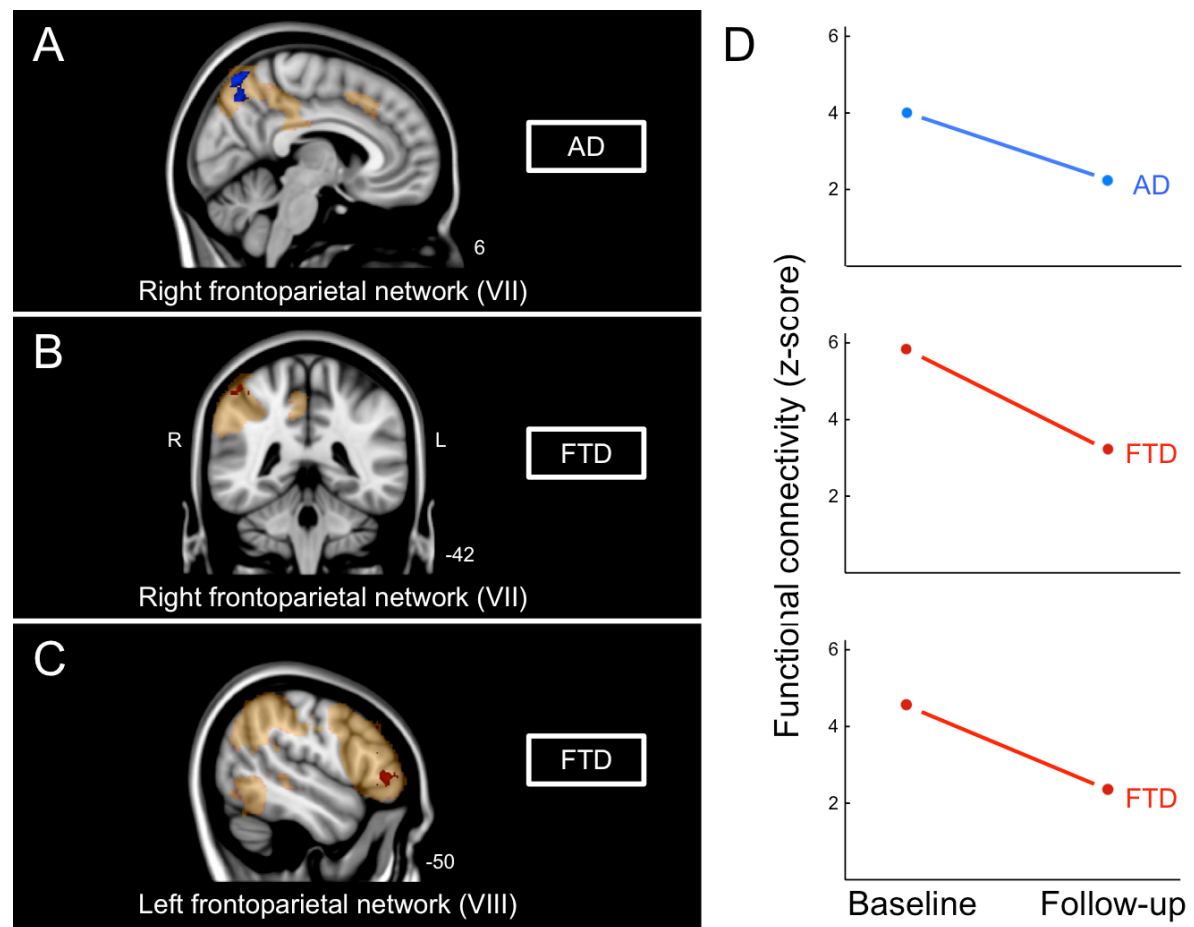 A
AD
6
Right frontoparietal network (VII)
B
R
L
FTD
-42
Right frontoparietal network (VII)
C
FTD
-50
Left frontoparietal network (VIII)
D
Functional connectivity (z-score)
6
4
2
AD
6
4
2
FTD
6
4
2
FTD
Baseline
Follow-up